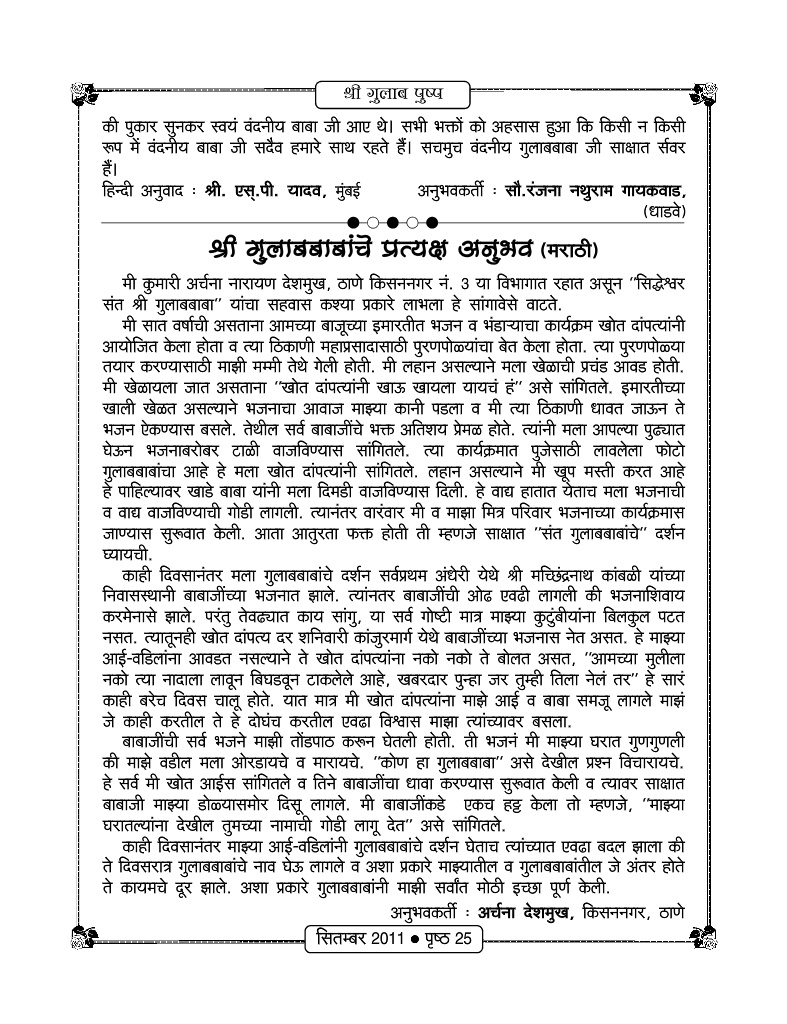 श्री गुलाब पुष्प
की पुकार सुनकर स्वयं वंदनीय बाबा जी आए थे। सभी भक्तों को अहसास हुआ कि किसी न किसी
रूप में वंदनीय बाबा जी सदैव हमारे साथ रहते हैं। सचमुच वंदनीय गुलाबबाबा जी साक्षात र्सवर
हैं।
हिन्दी अनुवाद : श्री. एस्.पी. यादव, मुंबई अनुभवकर्ती : सौ.रंजना नथुराम गायकवाड,
(धाडवे)
श्री गुलाबबाबांचे प्रत्यक्ष अनुभव (मराठी)
मी कुमारी अर्चना नारायण देशमुख, ठाणे किसननगर नं. 3 या विभागात रहात असून "सिद्धेश्वर
संत श्री गुलाबबाबा" यांचा सहवास कश्या प्रकारे लाभला हे सांगावेसे वाटते.
मी सात वर्षाची असताना आमच्या बाजूच्या इमारतीत भजन व भंडाऱ्याचा कार्यक्रम खोत दांपत्यांनी
आयोजित केला होता व त्या ठिकाणी महाप्रसादासाठी पुरणपोळ्यांचा बेत केला होता. त्या पुरणपोळ्या
तयार करण्यासाठी माझी मम्मी तेथे गेली होती. मी लहान असल्याने मला खेळाची प्रचंड आवड होती.
मी खेळायला जात असताना "खोत दांपत्यांनी खाऊ खायला यायचं हं" असे सांगितले. इमारतीच्या
खाली खेळत असल्याने भजनाचा आवाज माझ्या कानी पडला व मी त्या ठिकाणी धावत जाऊन ते
भजन ऐकण्यास बसले. तेथील सर्व बाबाजींचे भक्त अतिशय प्रेमळ होते. त्यांनी मला आपल्या पुढ्यात
घेऊन भजनाबरोबर टाळी वाजविण्यास सांगितले. त्या कार्यक्रमात पुजेसाठी लावलेला फोटो
गुलाबबाबांचा आहे हे मला खोत दांपत्यांनी सांगितले. लहान असल्याने मी खूप मस्ती करत आहे
हे पाहिल्यावर खाडे बाबा यांनी मला दिमडी वाजविण्यास दिली. हे वाद्य हातात येताच मला भजनाची
व वाद्य वाजविण्याची गोडी लागली. त्यानंतर वारंवार मी व माझा मित्र परिवार भजनाच्या कार्यक्रमास
जाण्यास सुरूवात केली. आता आतुरता फक्त होती ती म्हणजे साक्षात "संत गुलाबबाबांचे" दर्शन
घ्यायची.
काही दिवसानंतर मला गुलाबबाबांचे दर्शन सर्वप्रथम अंधेरी येथे श्री मच्छिंद्रनाथ कांबळी यांच्या
निवासस्थानी बाबाजींच्या भजनात झाले. त्यांनतर बाबाजींची ओढ एवढी लागली की भजनाशिवाय
करमेनासे झाले. परंतु तेवढ्यात काय सांगु, या सर्व गोष्टी मात्र माझ्या कुटुंबीयांना बिलकुल पटत
नसत. त्यातूनही खोत दांपत्य दर शनिवारी कांजुरमार्ग येथे बाबाजींच्या भजनास नेत असत. हे माझ्या
आई-वडिलांना आवडत नसल्याने ते खोत दांपत्यांना नको नको ते बोलत असत, "आमच्या मुलीला
नको त्या नादाला लावून बिघडवून टाकलेले आहे, खबरदार पुन्हा जर तुम्ही तिला नेलं तर" हे सारं
काही बरेच दिवस चालू होते. यात मात्र मी खोत दांपत्यांना माझे आई व बाबा समजू लागले माझं
जे काही करतील ते हे दोघंच करतील एवढा विश्वास माझा त्यांच्यावर बसला.
बाबाजींची सर्व भजने माझी तोंडपाठ करून घेतली होती. ती भजनं मी माझ्या घरात गुणगुणली
की माझे वडील मला ओरडायचे व मारायचे. "कोण हा गुलाबबाबा" असे देखील प्रश्न विचारायचे.
हे सर्व मी खोत आईस सांगितले व तिने बाबाजींचा धावा करण्यास सुरूवात केली व त्यावर साक्षात
बाबाजी माझ्या डोळ्यासमोर दिसू लागले. मी बाबाजींकडे एकच हट्ट केला तो म्हणजे, "माझ्या
घरातल्यांना देखील तुमच्या नामाची गोडी लागू देत" असे सांगितले.
काही दिवसानंतर माझ्या आई-वडिलांनी गुलाबबाबांचे दर्शन घेताच त्यांच्यात एवढा बदल झाला की
ते दिवसरात्र गुलाबबाबांचे नाव घेऊ लागले व अशा प्रकारे माझ्यातील व गुलाबबाबांतील जे अंतर होते
ते कायमचे दूर झाले. अशा प्रकारे गुलाबबाबांनी माझी सर्वात मोठी इच्छा पूर्ण केली.
अनुभवकर्ती : अर्चना देशमुख, किसननगर, ठाणे
सितम्बर 2011 ● पृष्ठ 25